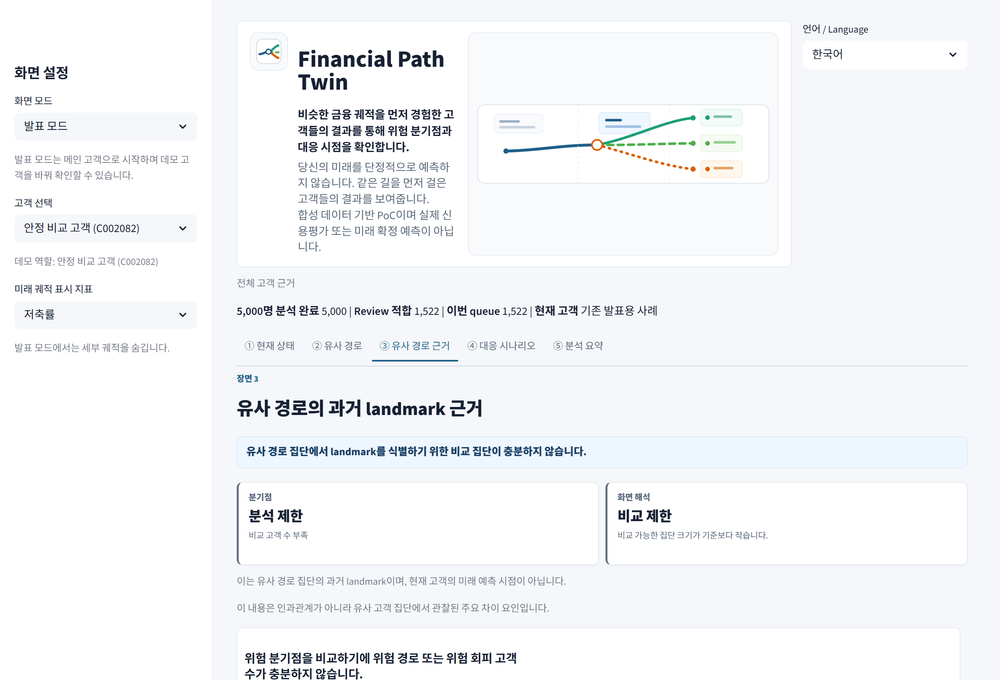 화면 설정
화면 모드
발표 모드
발표 모드는 메인 고객으로 시작하며 데모 고
객을 바꿔 확인할 수 있습니다.
고객 선택
안정 비교 고객 (C002082)
데모 역할: 안정 비교 고객 (C002082)
미래 궤적 표시 지표
저축률
발표 모드에서는 세부 궤적을 숨깁니다.
Financial Path
Twin
비슷한 금융 궤적을 먼저 경험한 고
객들의 결과를 통해 위험 분기점과
대응 시점을 확인합니다.
당신의 미래를 단정적으로 예측하
지 않습니다. 같은 길을 먼저 걸은
고객들의 결과를 보여줍니다.
합성 데이터 기반 PoC이며 실제 신
용평가 또는 미래 확정 예측이 아닙
니다.
언어 / Language
한국어
전체 고객 근거
5,000명 분석 완료 5,000 | Review 적합 1,522 | 이번 queue 1,522 | 현재 고객 기존 발표용 사례
① 현재 상태 ② 유사 경로 ③ 유사 경로 근거 ④ 대응 시나리오 ⑤ 분석 요약
장면 3
유사 경로의 과거 landmark 근거
유사 경로 집단에서 landmark를 식별하기 위한 비교 집단이 충분하지 않습니다.
분기점
분석 제한
비교 고객 수 부족
화면 해석
비교 제한
비교 가능한 집단 크기가 기준보다 작습니다.
이는 유사 경로 집단의 과거 landmark이며, 현재 고객의 미래 예측 시점이 아닙니다.
이 내용은 인과관계가 아니라 유사 고객 집단에서 관찰된 주요 차이 요인입니다.
위험 분기점을 비교하기에 위험 경로 또는 위험 회피 고객
수가 충분하지 않습니다.